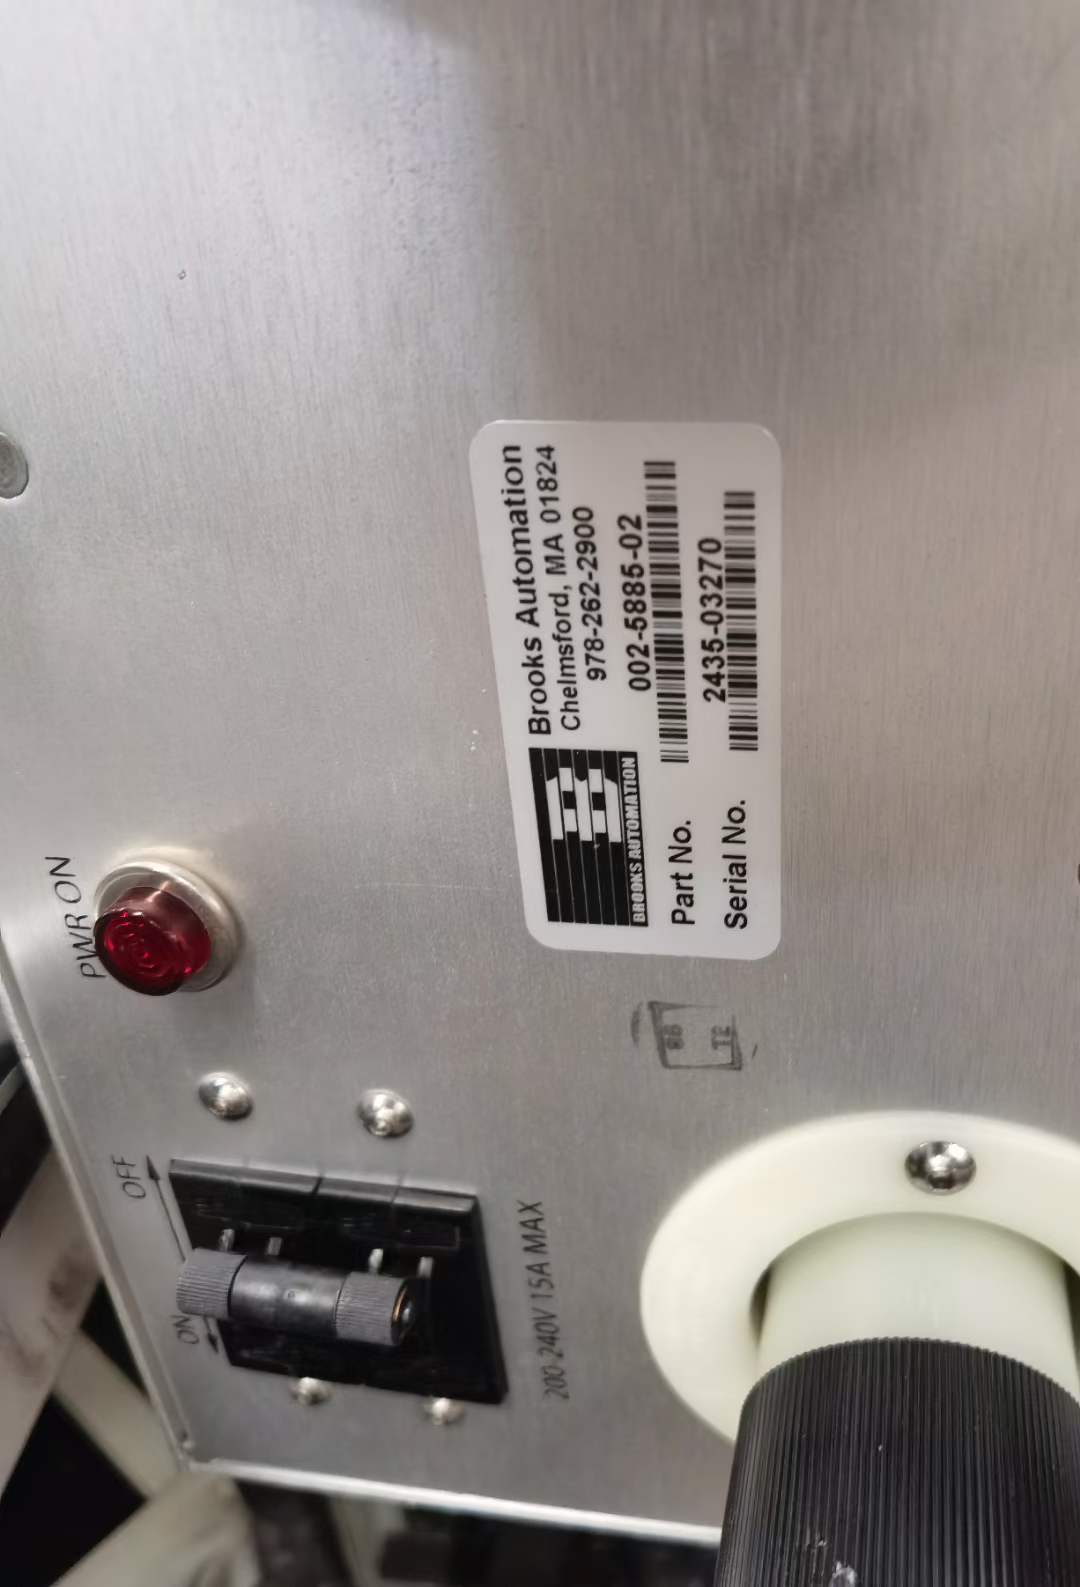 Brooks Automation
Chelmsford, MA 01824
978-262-2900
BROOKS AUTOMATION
Part No. 002-5885-02
Serial No. 2435-03270
PWR ON
OFF
ON
200-240V 15A MAX